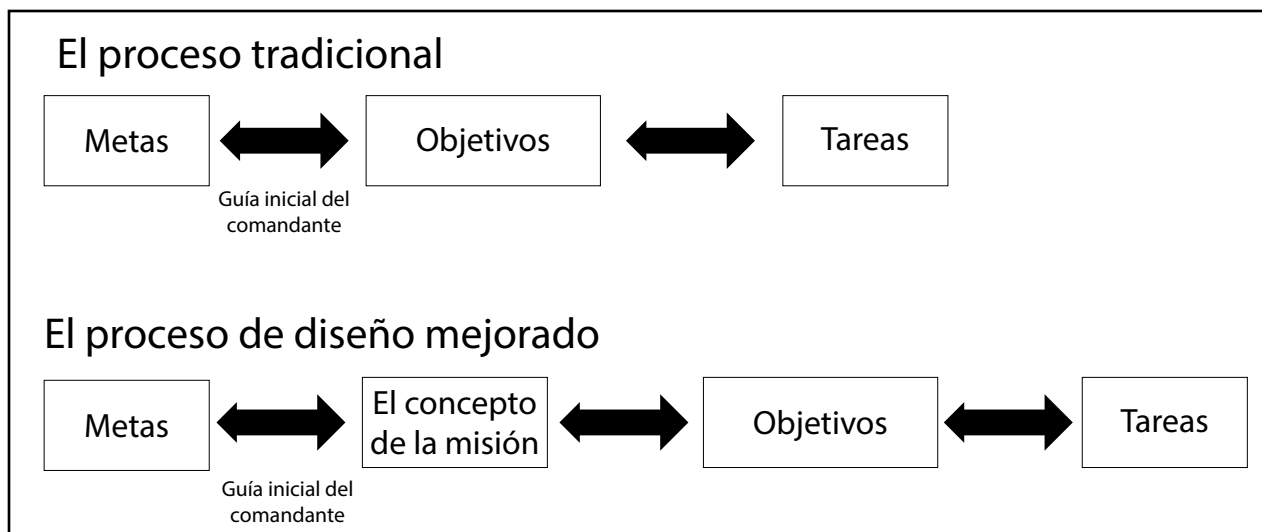 El proceso tradicional
Metas
Objetivos
Tareas
Guía inicial del
comandante
El proceso de diseño mejorado
Metas
El concepto
de la misión
Objetivos
Tareas
Guía inicial del
comandante